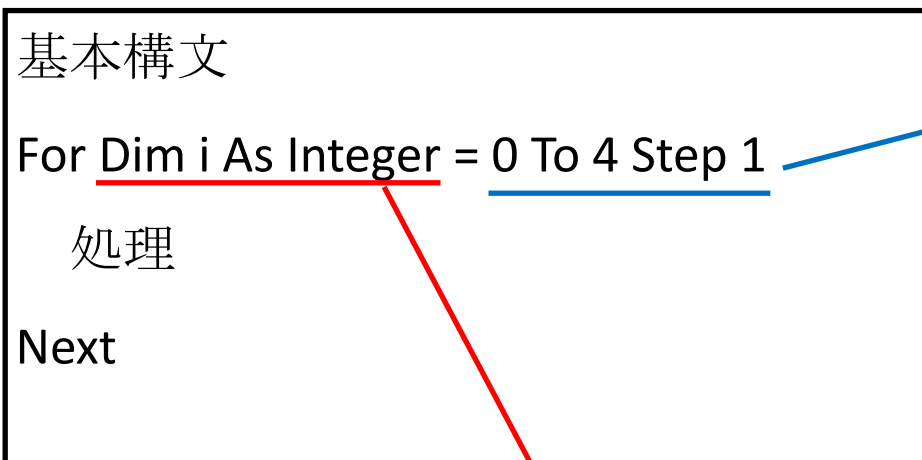 基本構文
For Dim i As Integer = 0 To 4 Step 1
処理
Next